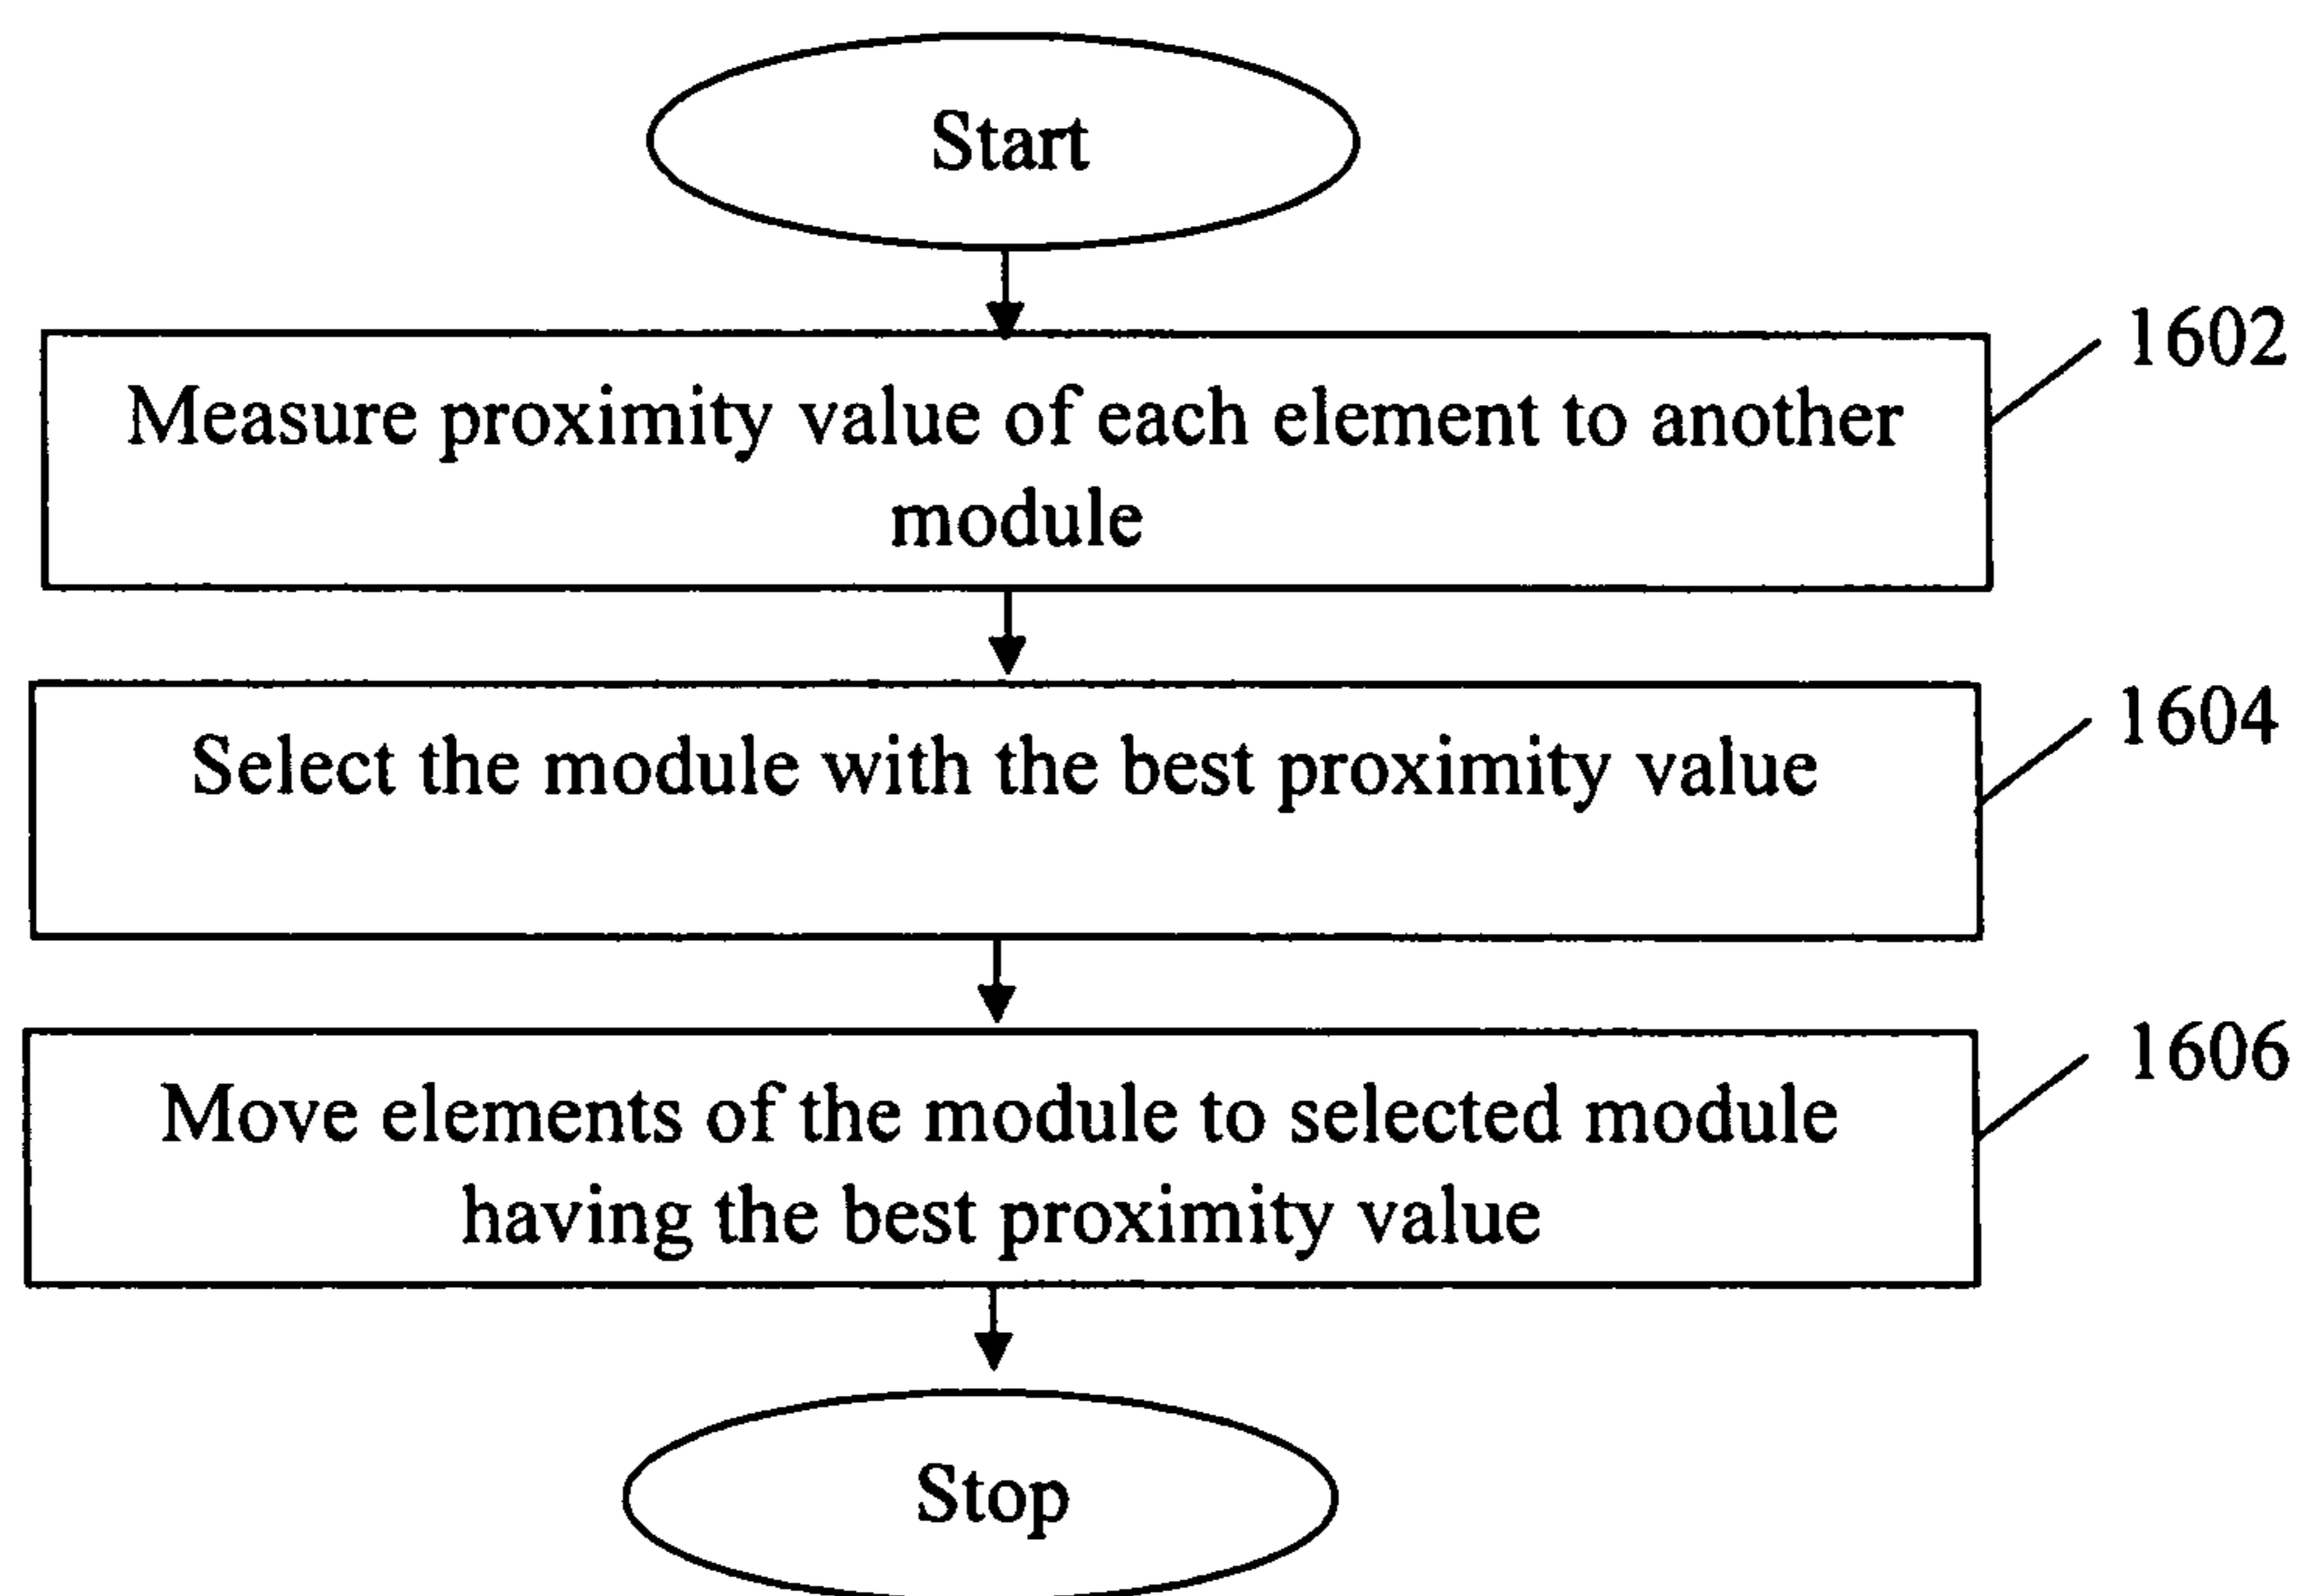 Start
1602
Measure proximity value of each element to another
module
1604
Select the module with the best proximity value
1606
Move elements of the module to selected module
having the best proximity value
Stop